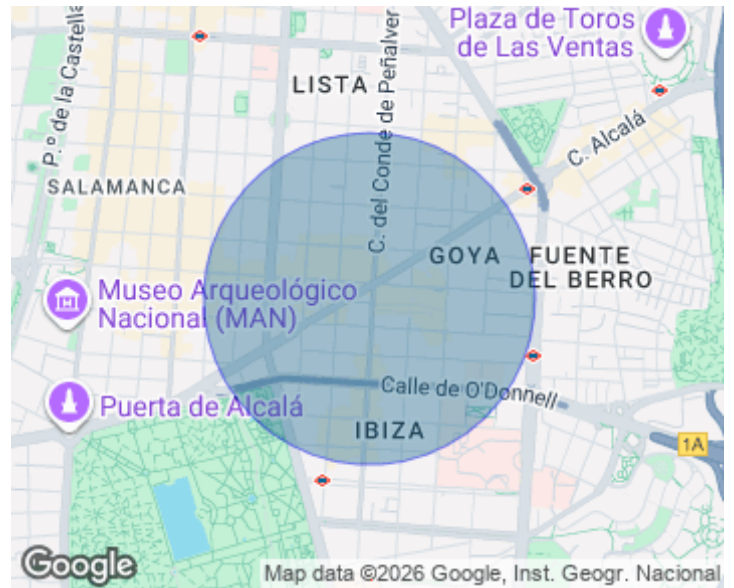 Plaza de Toros
de Las Ventas
P.º de la Castella
LISTA
C. del Conde de Peñalver
C. Alcalá
SALAMANCA
GOYA
FUENTE
DEL BERRO
Museo Arqueológico
Nacional (MAN)
Calle de O'Donnell
Puerta de Alcalá
IBIZA
1A
Google
Map data ©2026 Google, Inst. Geogr. Nacional